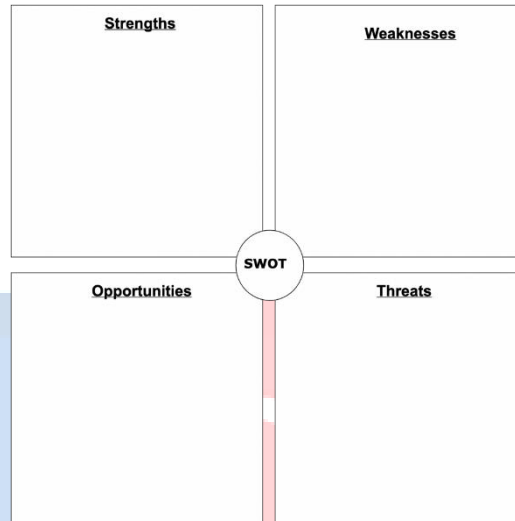 Strengths
Weaknesses
SWOT
Opportunities
Threats